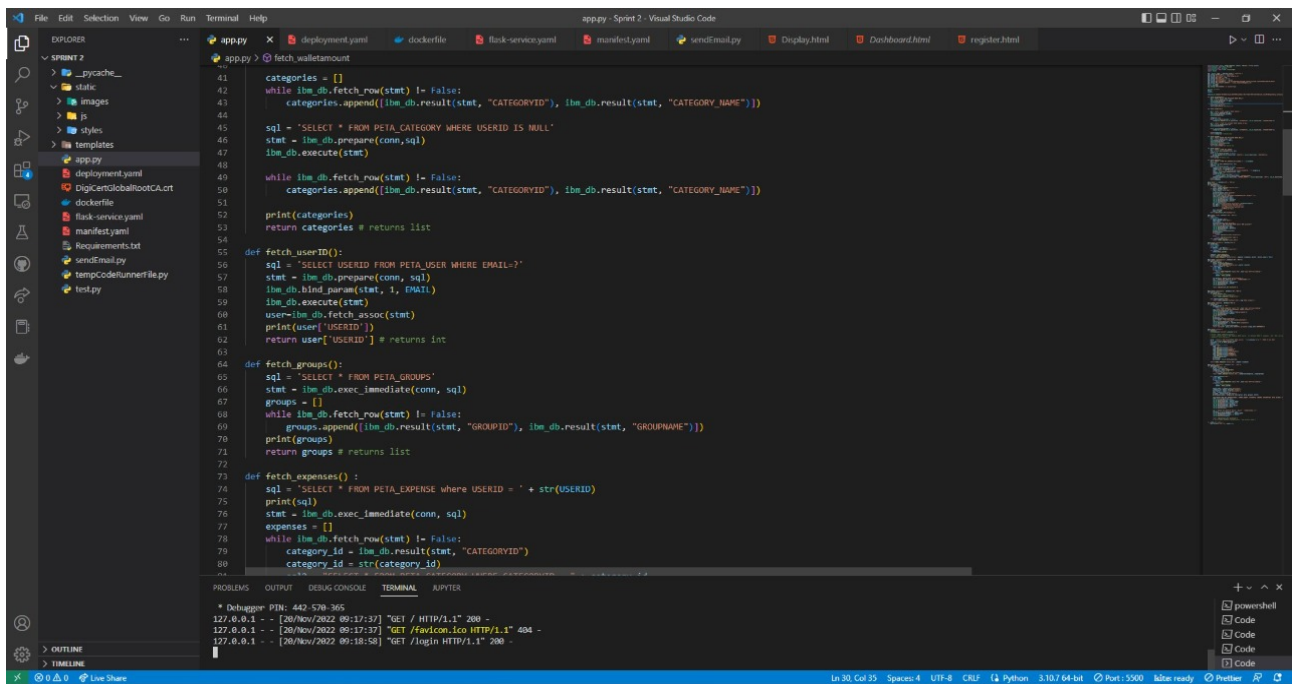 File Edit Selection View Go Run Terminal Help
app.py - Sprint 2 - Visual Studio Code
EXPLORER
app.py deployment.yaml dockerfile flask-service.yaml manifest.yaml sendEmail.py Display.html Dashboard.html register.html
SPRINT 2
__pycache__
static
images
js
styles
templates
app.py
deployment.yaml
DigiCertGlobalRootCA.crt
dockerfile
flask-service.yaml
manifest.yaml
Requirements.txt
sendEmail.py
tempCodeRunnerFile.py
test.py
OUTLINE
TIMELINE
app.py > fetch_walletamount
41 categories = []
42 while ibm_db.fetch_row(stmt) != False:
43 categories.append([ibm_db.result(stmt, "CATEGORYID"), ibm_db.result(stmt, "CATEGORY_NAME")])
44
45 sql = 'SELECT * FROM PETA_CATEGORY WHERE USERID IS NULL'
46 stmt = ibm_db.prepare(conn,sql)
47 ibm_db.execute(stmt)
48
49 while ibm_db.fetch_row(stmt) != False:
50 categories.append([ibm_db.result(stmt, "CATEGORYID"), ibm_db.result(stmt, "CATEGORY_NAME")])
51
52 print(categories)
53 return categories # returns list
54
55 def fetch_userID():
56 sql = 'SELECT USERID FROM PETA_USER WHERE EMAIL=?'
57 stmt = ibm_db.prepare(conn, sql)
58 ibm_db.bind_param(stmt, 1, EMAIL)
59 ibm_db.execute(stmt)
60 user=ibm_db.fetch_assoc(stmt)
61 print(user['USERID'])
62 return user['USERID'] # returns int
63
64 def fetch_groups():
65 sql = 'SELECT * FROM PETA_GROUPS'
66 stmt = ibm_db.exec_immediate(conn, sql)
67 groups = []
68 while ibm_db.fetch_row(stmt) != False:
69 groups.append([ibm_db.result(stmt, "GROUPID"), ibm_db.result(stmt, "GROUPNAME")])
70 print(groups)
71 return groups # returns list
72
73 def fetch_expenses() :
74 sql = 'SELECT * FROM PETA_EXPENSE where USERID = ' + str(USERID)
75 print(sql)
76 stmt = ibm_db.exec_immediate(conn, sql)
77 expenses = []
78 while ibm_db.fetch_row(stmt) != False:
79 category_id = ibm_db.result(stmt, "CATEGORYID")
80 category_id = str(category_id)
PROBLEMS OUTPUT DEBUG CONSOLE TERMINAL JUPYTER
* Debugger PIN: 442-570-365
127.0.0.1 - - [20/Nov/2022 09:17:37] "GET / HTTP/1.1" 200 -
127.0.0.1 - - [20/Nov/2022 09:17:37] "GET /favicon.ico HTTP/1.1" 404 -
127.0.0.1 - - [20/Nov/2022 09:18:58] "GET /login HTTP/1.1" 200 -
powershell
Code
Code
Code
Code
0 0 Live Share
Ln 30, Col 35 Spaces: 4 UTF-8 CRLF Python 3.10.7 64-bit Port : 5500 ready Prettier